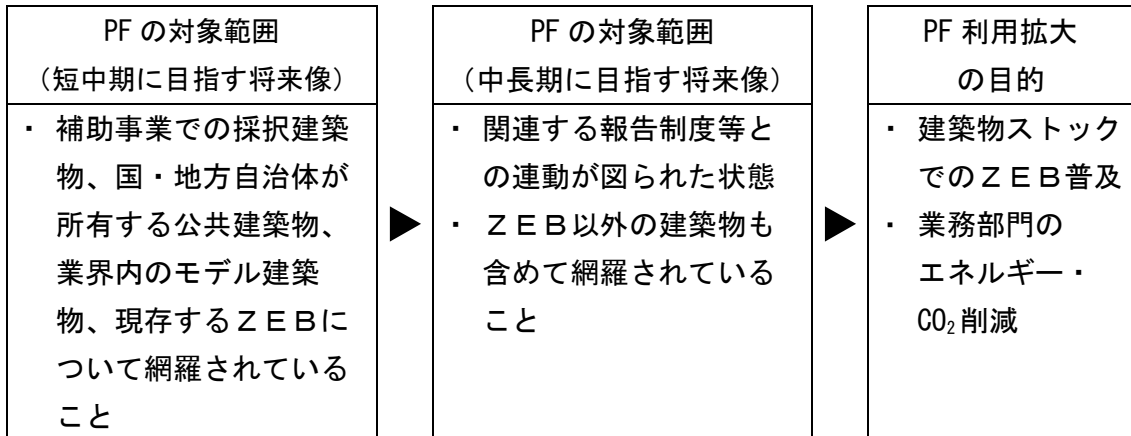 PF の対象範囲
（短中期に目指す将来像）
・ 補助事業での採択建築
物、国・地方自治体が
所有する公共建築物、
業界内のモデル建築
物、現存するＺＥＢに
ついて網羅されている
こと
PF の対象範囲
（中長期に目指す将来像）
・ 関連する報告制度等と
の連動が図られた状態
・ ＺＥＢ以外の建築物も
含めて網羅されている
こと
PF 利用拡大
の目的
・ 建築物ストック
でのＺＥＢ普及
・ 業務部門の
エネルギー・
CO₂削減